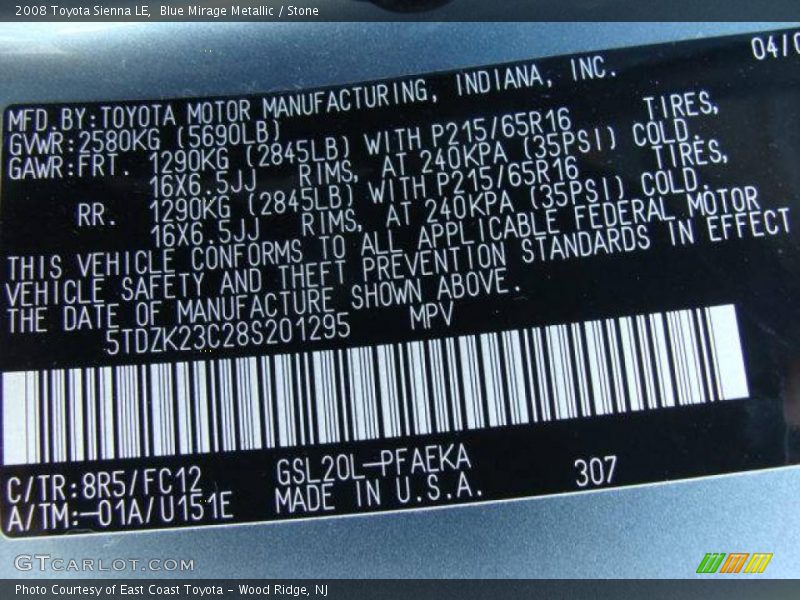 2008 Toyota Sienna LE,  Blue Mirage Metallic / Stone
04/0
MFD.BY:TOYOTA MOTOR MANUFACTURING, INDIANA, INC.
GVWR:2580KG (5690LB)
GAWR:FRT. 1290KG (2845LB) WITH P215/65R16 TIRES,
16X6.5JJ RIMS, AT 240KPA (35PSI) COLD.
RR. 1290KG (2845LB) WITH P215/65R16 TIRES,
16X6.5JJ RIMS, AT 240KPA (35PSI) COLD.
THIS VEHICLE CONFORMS TO ALL APPLICABLE FEDERAL MOTOR
VEHICLE SAFETY AND THEFT PREVENTION STANDARDS IN EFFECT
THE DATE OF MANUFACTURE SHOWN ABOVE.
5TDZK23C28S201295 MPV
C/TR:8R5/FC12 GSL20L-PFAEKA 307
A/TM:-01A/U151E MADE IN U.S.A.
GTCarLot.com
Photo Courtesy of East Coast Toyota - Wood Ridge, NJ